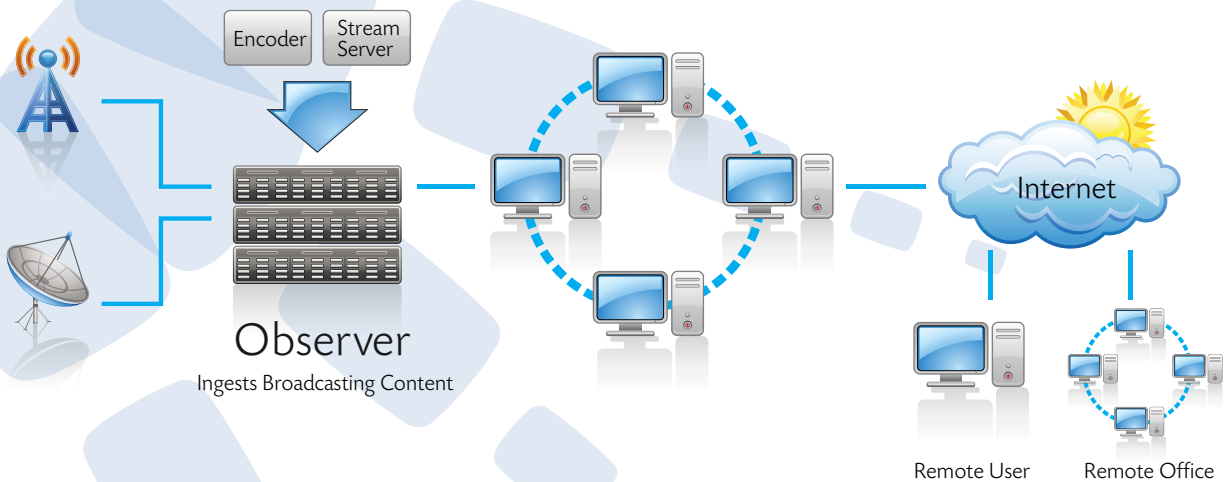 Encoder
Stream
Server
Observer
Ingests Broadcasting Content
Internet
Remote User
Remote Office